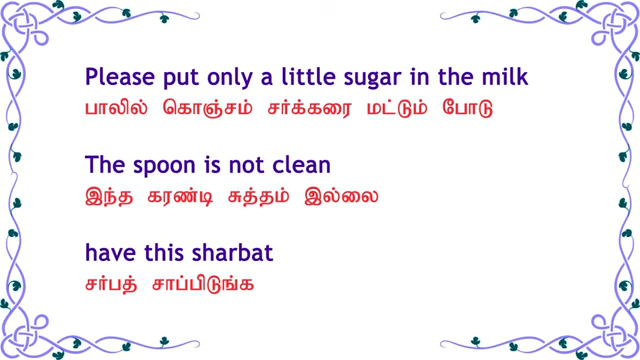 Please put only a little sugar in the milk
பாலில் கொஞ்சம் சர்க்கரை மட்டும் போடு
The spoon is not clean
இந்த கரண்டி சுத்தம் இல்லை
have this sharbat
சர்பத் சாப்பிடுங்க